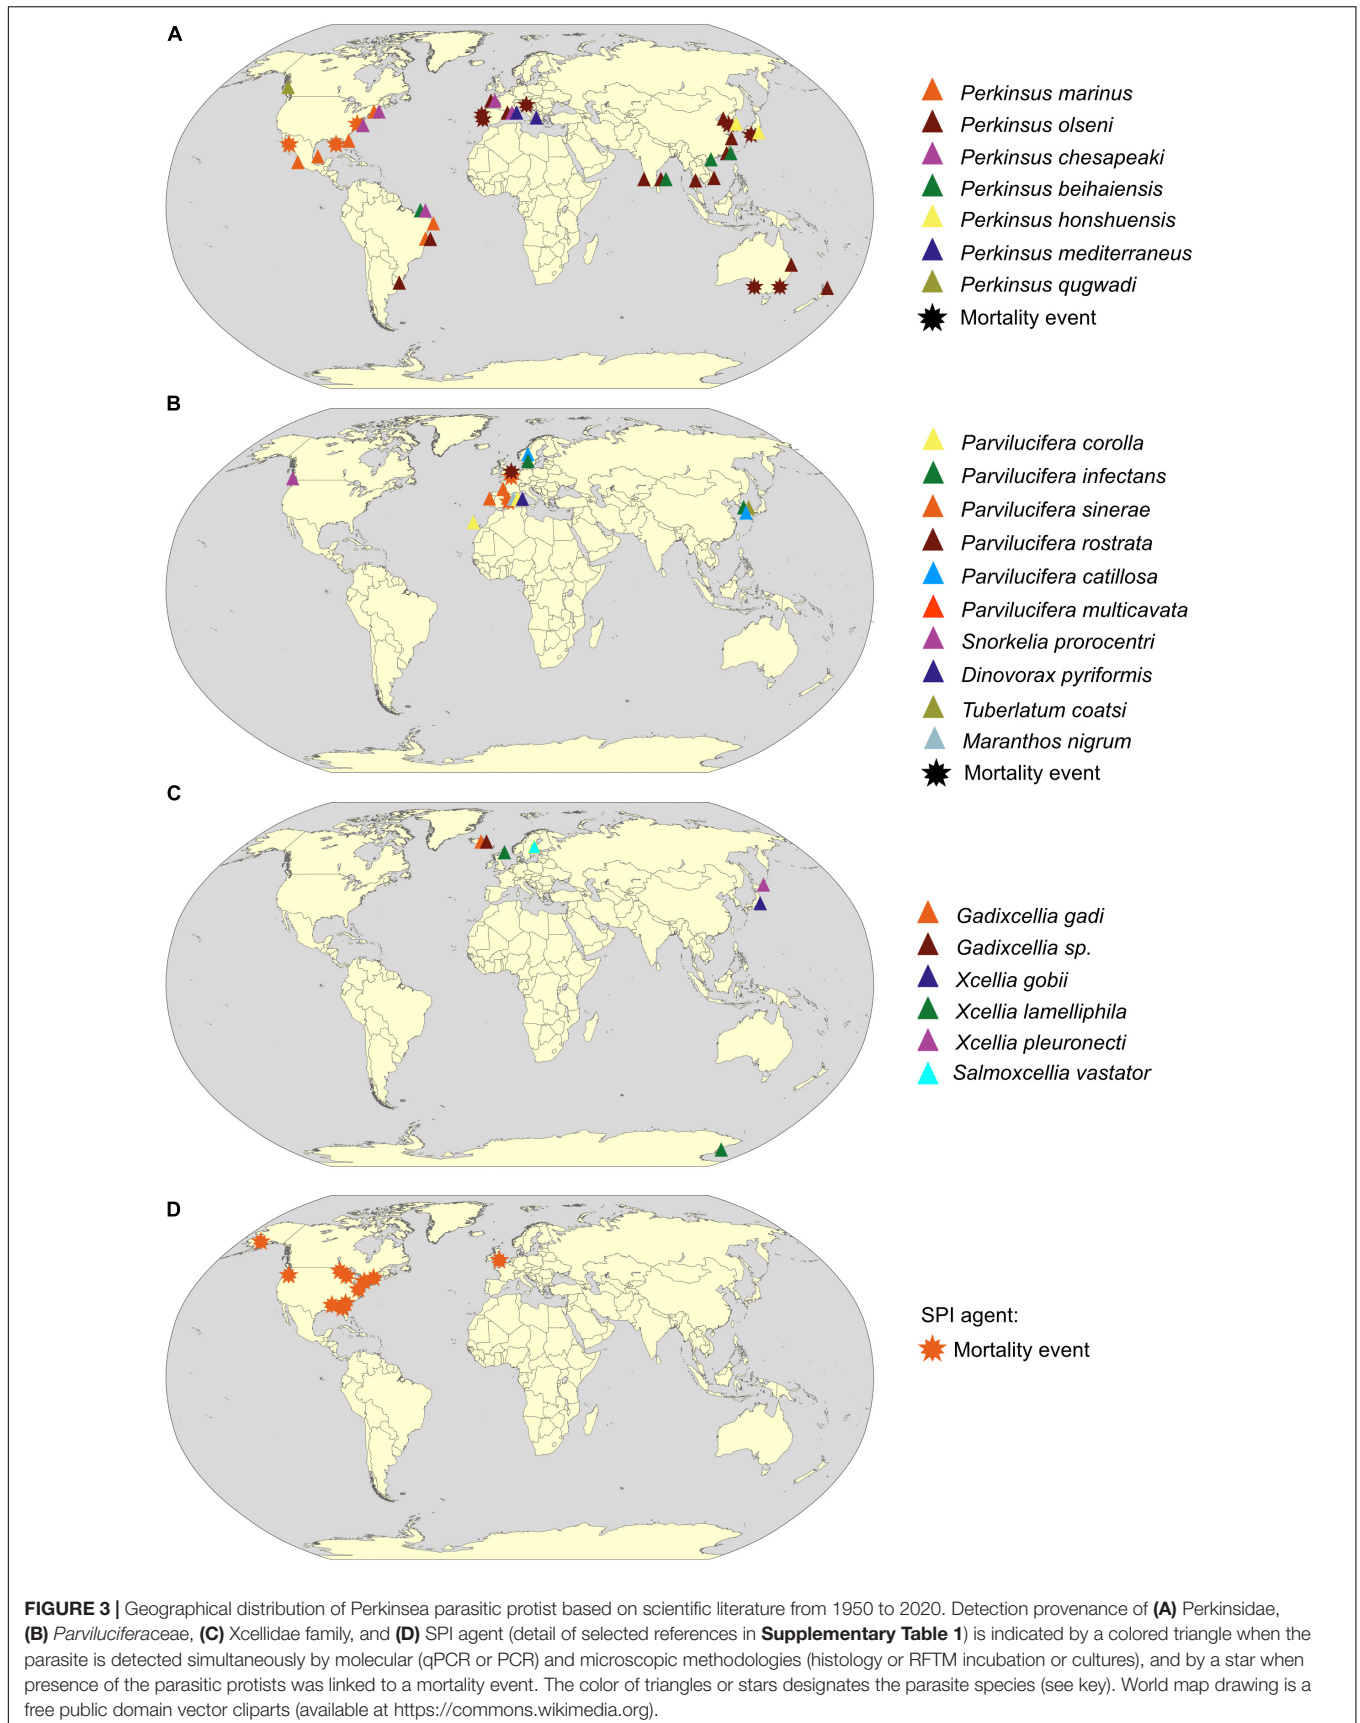 A
Perkinsus marinus
Perkinsus olseni
Perkinsus chesapeaki
Perkinsus beihaiensis
Perkinsus honshuensis
Perkinsus mediterraneus
Perkinsus qugwadi
Mortality event
B
Parvilucifera corolla
Parvilucifera infectans
Parvilucifera sinerae
Parvilucifera rostrata
Parvilucifera catillosa
Parvilucifera multicavata
Snorkelia prorocentri
Dinovorax pyriformis
Tuberlatum coatsi
Maranthos nigrum
Mortality event
C
Gadixcellia gadi
Gadixcellia sp.
Xcellia gobii
Xcellia lamelliphila
Xcellia pleuronecti
Salmoxcellia vastator
D
SPI agent:
Mortality event
FIGURE 3 | Geographical distribution of Perkinsea parasitic protist based on scientific literature from 1950 to 2020. Detection provenance of (A) Perkinsidae,
(B) Parviluciferaceae, (C) Xcellidae family, and (D) SPI agent (detail of selected references in Supplementary Table 1) is indicated by a colored triangle when the
parasite is detected simultaneously by molecular (qPCR or PCR) and microscopic methodologies (histology or RFTM incubation or cultures), and by a star when
presence of the parasitic protists was linked to a mortality event. The color of triangles or stars designates the parasite species (see key). World map drawing is a
free public domain vector cliparts (available at https://commons.wikimedia.org).